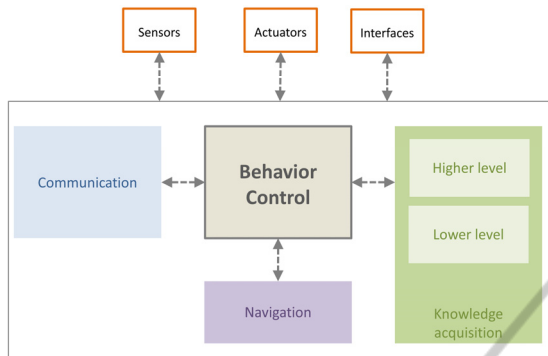 Sensors
Actuators
Interfaces
Communication
Behavior
Control
Higher level
Lower level
Navigation
Knowledge
acquisition